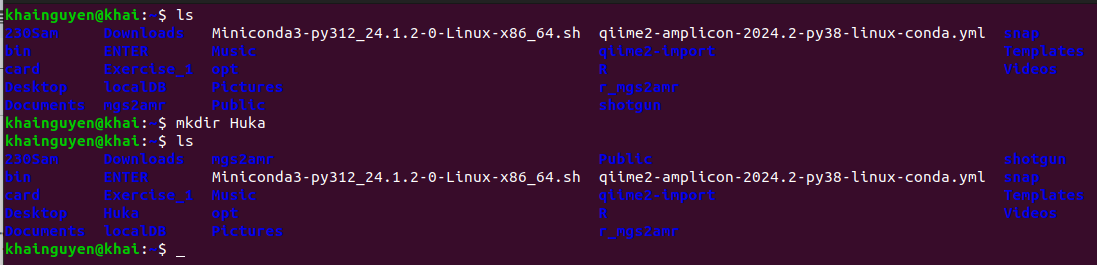 khainguyen@khai:~$ ls
230Sam Downloads Miniconda3-py312_24.1.2-0-Linux-x86_64.sh qiime2-amplicon-2024.2-py38-linux-conda.yml snap
bin ENTER Music qiime2-import Templates
card Exercise_1 opt R Videos
Desktop localDB Pictures r_mgs2amr
Documents mgs2amr Public shotgun
khainguyen@khai:~$ mkdir Huka
khainguyen@khai:~$ ls
230Sam Downloads mgs2amr Public shotgun
bin ENTER Miniconda3-py312_24.1.2-0-Linux-x86_64.sh qiime2-amplicon-2024.2-py38-linux-conda.yml snap
card Exercise_1 Music qiime2-import Templates
Desktop Huka opt R Videos
Documents localDB Pictures r_mgs2amr
khainguyen@khai:~$ _